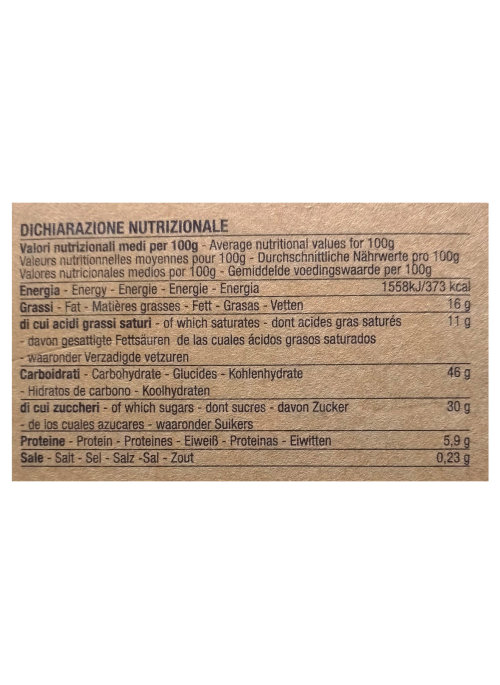 DICHIARAZIONE NUTRIZIONALE
Valori nutrizionali medi per 100g - Average nutritional values for 100g
Valeurs nutritionnelles moyennes pour 100g - Durchschnittliche Nährwerte pro 100g
Valores nutricionales medios por 100g - Gemiddelde voedingswaarde per 100g
Energia - Energy - Energie - Energie - Energia 1558kJ/373 kcal
Grassi - Fat - Matières grasses - Fett - Grasas - Vetten 16 g
di cui acidi grassi saturi - of which saturates - dont acides gras saturés 11 g
- davon gesattigte Fettsäuren de las cuales ácidos grasos saturados
- waaronder Verzadigde vetzuren
Carboidrati - Carbohydrate - Glucides - Kohlenhydrate 46 g
- Hidratos de carbono - Koolhydraten
di cui zuccheri - of which sugars - dont sucres - davon Zucker 30 g
- de los cuales azucares - waaronder Suikers
Proteine - Protein - Proteines - Eiweiß - Proteinas - Eiwitten 5,9 g
Sale - Salt - Sel - Salz -Sal - Zout 0,23 g